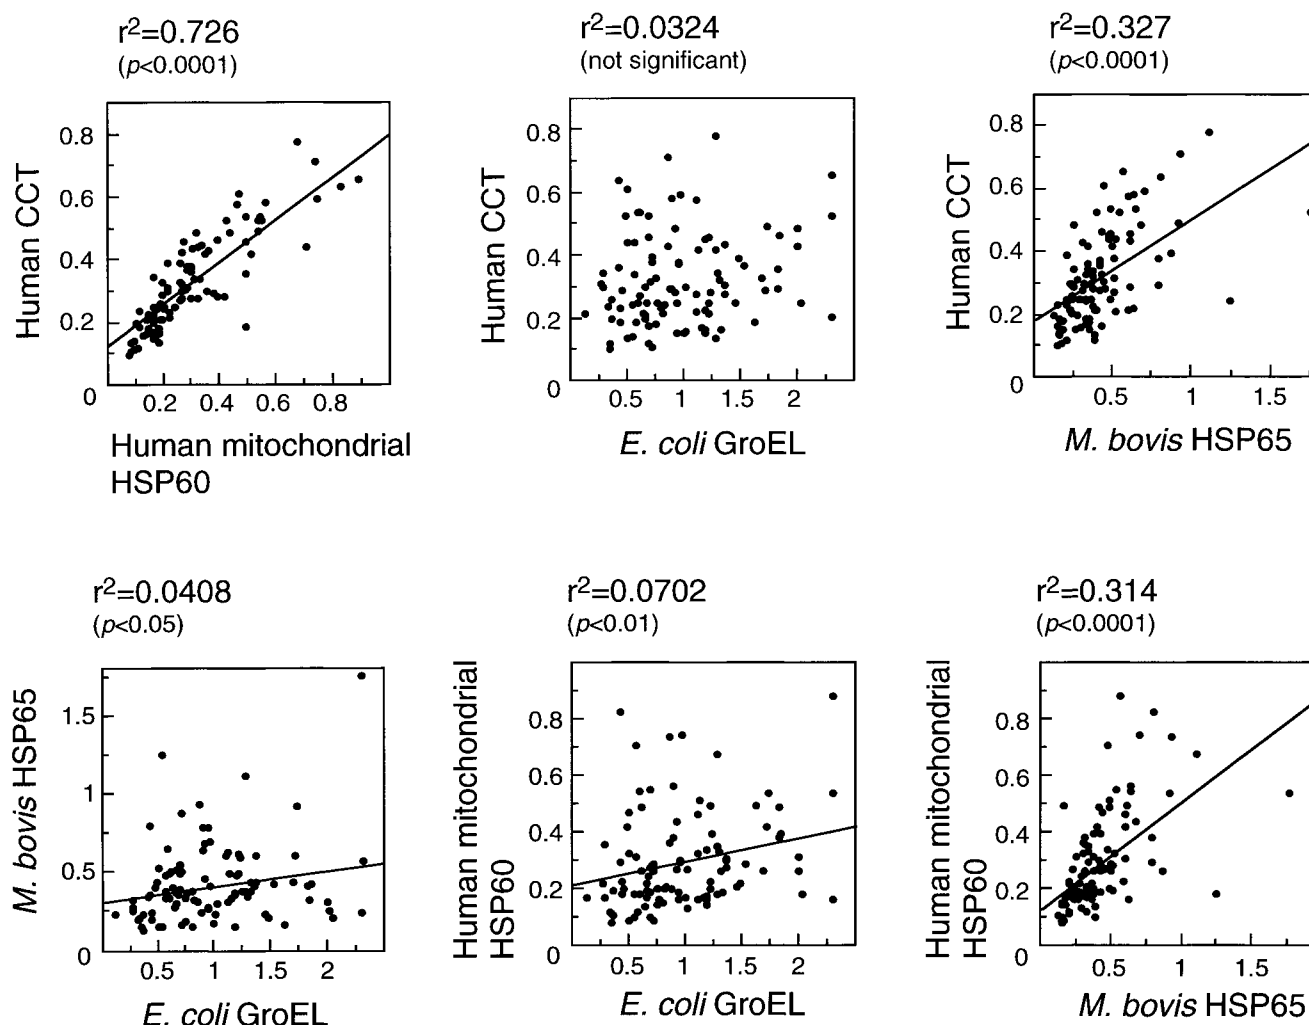 r²=0.726
(p<0.0001)
Human CCT
0.8
0.6
0.4
0.2
0
0.2 0.4 0.6 0.8
Human mitochondrial
HSP60
r²=0.0324
(not significant)
Human CCT
0.8
0.6
0.4
0.2
0
0.5 1 1.5 2
E. coli GroEL
r²=0.327
(p<0.0001)
Human CCT
0.8
0.6
0.4
0.2
0
0.5 1 1.5
M. bovis HSP65
r²=0.0408
(p<0.05)
M. bovis HSP65
1.5
1
0.5
0
0.5 1 1.5 2
E. coli GroEL
r²=0.0702
(p<0.01)
Human mitochondrial
HSP60
0.8
0.6
0.4
0.2
0
0.5 1 1.5 2
E. coli GroEL
r²=0.314
(p<0.0001)
Human mitochondrial
HSP60
0.8
0.6
0.4
0.2
0
0.5 1 1.5
M. bovis HSP65